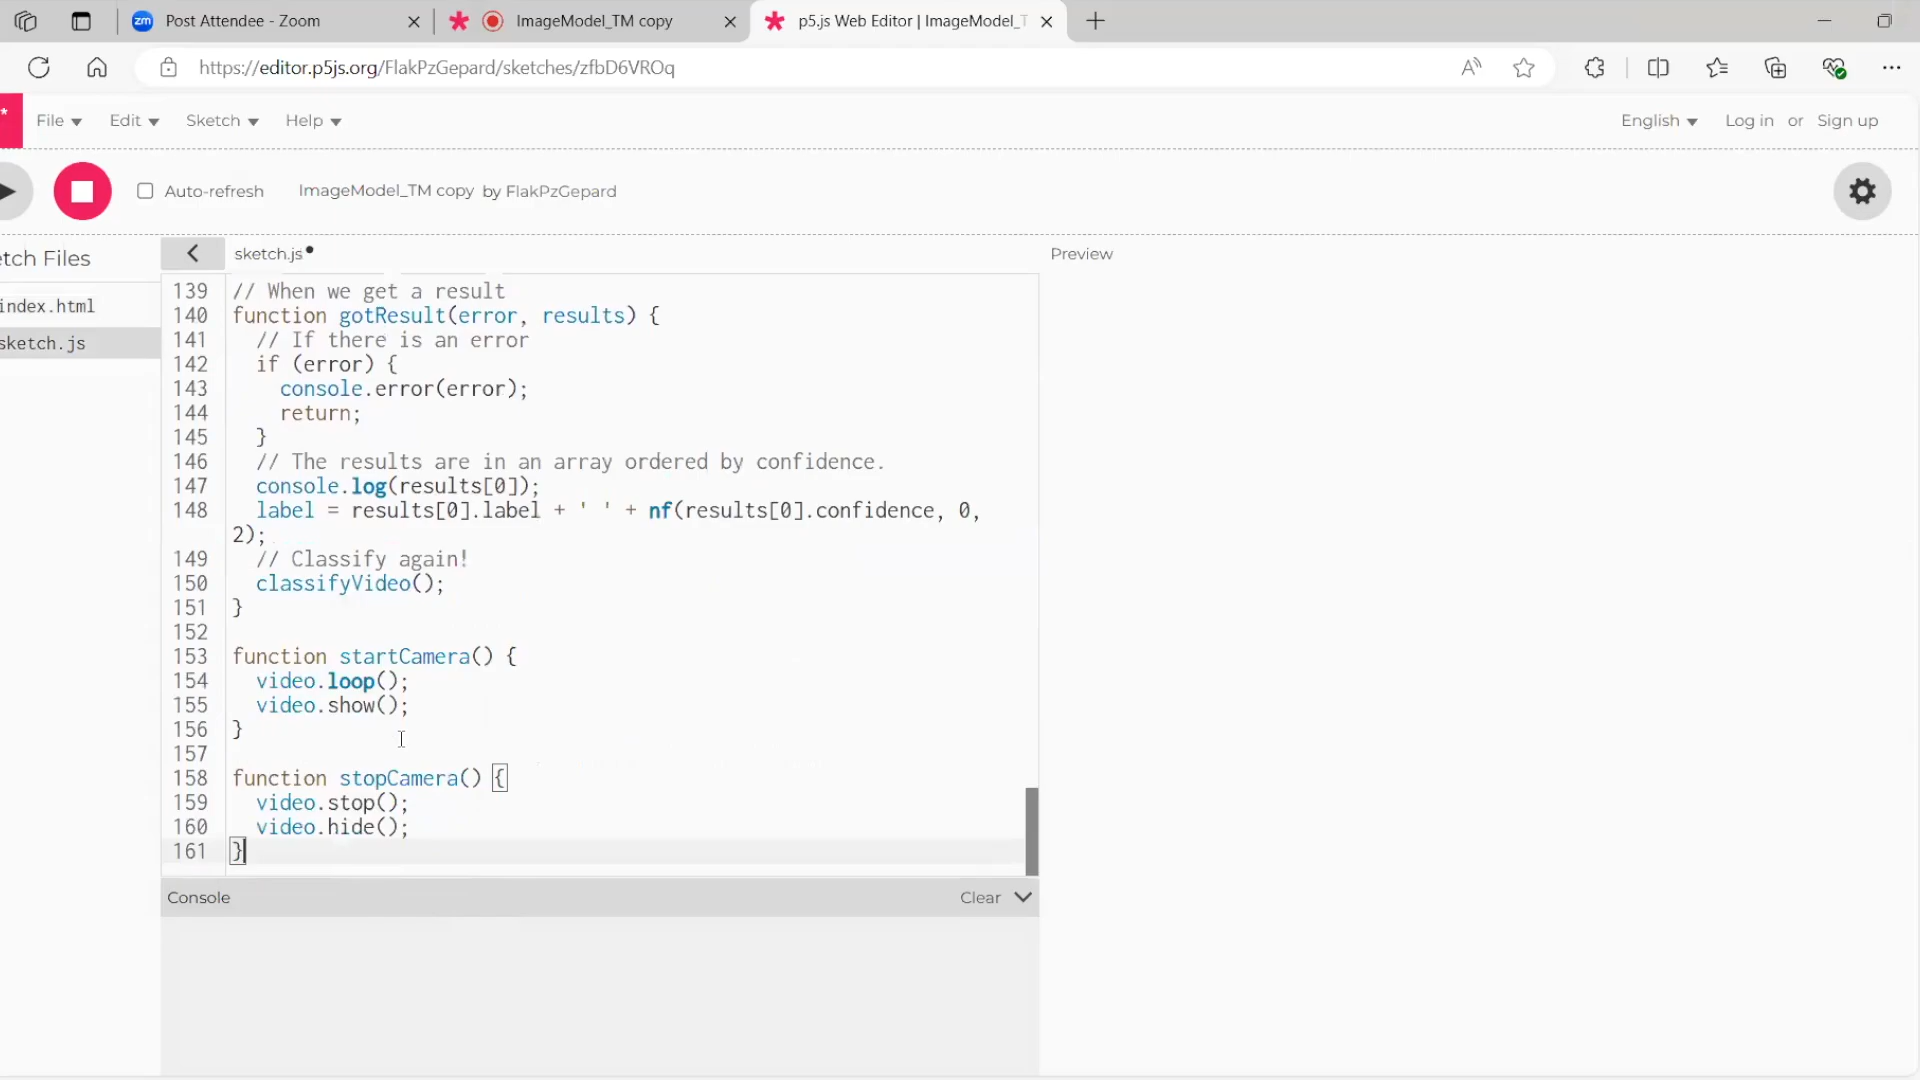 zm Post Attendee - Zoom
ImageModel_TM copy
p5.js Web Editor | ImageModel_T
https://editor.p5js.org/FlakPzGepard/sketches/zfbD6VROq
File Edit Sketch Help English Log in or Sign up
Auto-refresh ImageModel_TM copy by FlakPzGepard
etch Files
index.html
sketch.js
sketch.js
Preview
139 // When we get a result
140 function gotResult(error, results) {
141 // If there is an error
142 if (error) {
143 console.error(error);
144 return;
145 }
146 // The results are in an array ordered by confidence.
147 console.log(results[0]);
148 label = results[0].label + ' ' + nf(results[0].confidence, 0,
2);
149 // Classify again!
150 classifyVideo();
151 }
152
153 function startCamera() {
154 video.loop();
155 video.show();
156 }
157
158 function stopCamera() {
159 video.stop();
160 video.hide();
161 }
Console Clear